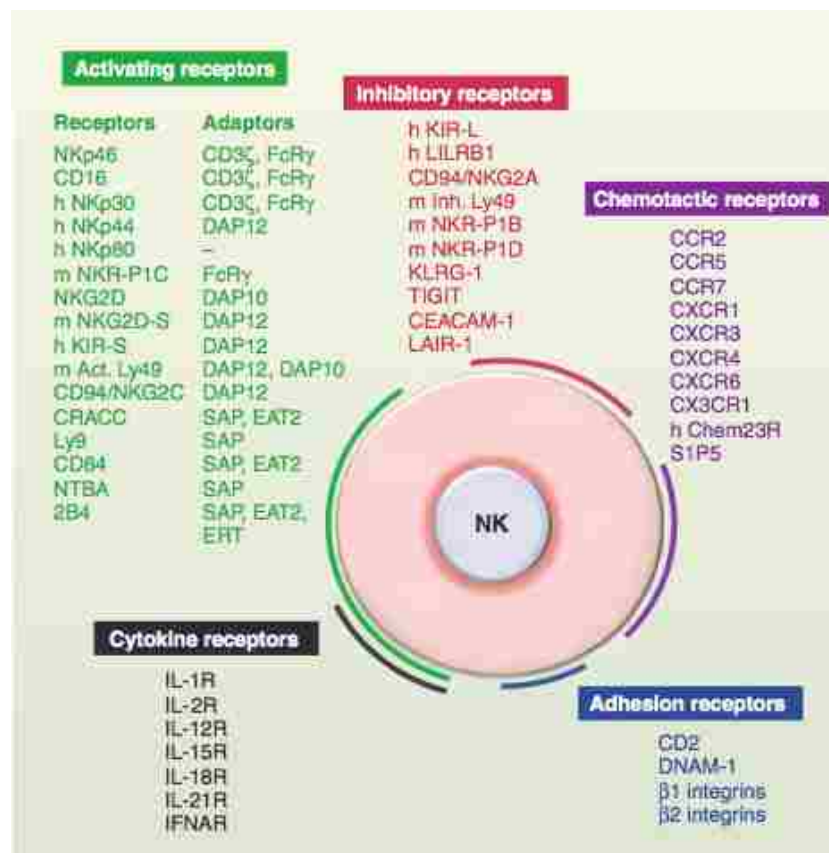 Activating receptors
Receptors Adaptors
NKp46 CD3ζ, FcRγ
CD16 CD3ζ, FcRγ
h NKp30 CD3ζ, FcRγ
h NKp44 DAP12
h NKp80 –
m NKR-P1C FcRγ
NKG2D DAP10
m NKG2D-S DAP12
h KIR-S DAP12
m Act. Ly49 DAP12, DAP10
CD94/NKG2C DAP12
CRACC SAP, EAT2
Ly9 SAP
CD84 SAP, EAT2
NTBA SAP
2B4 SAP, EAT2,
ERT
Inhibitory receptors
h KIR-L
h LILRB1
CD94/NKG2A
m Inh. Ly49
m NKR-P1B
m NKR-P1D
KLRG-1
TIGIT
CEACAM-1
LAIR-1
Chemotactic receptors
CCR2
CCR5
CCR7
CXCR1
CXCR3
CXCR4
CXCR6
CX3CR1
h Chem23R
S1P5
NK
Cytokine receptors
IL-1R
IL-2R
IL-12R
IL-15R
IL-18R
IL-21R
IFNAR
Adhesion receptors
CD2
DNAM-1
β1 integrins
β2 integrins